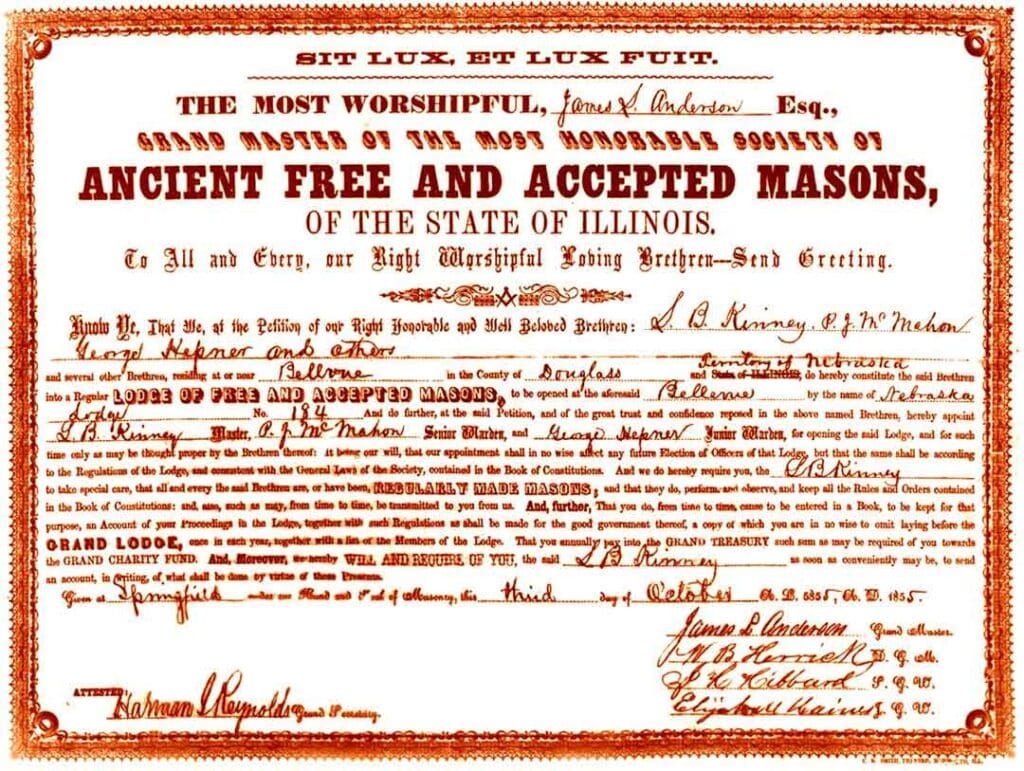 SIT LUX, ET LUX FUIT.
THE MOST WORSHIPFUL, James L. Anderson Esq.,
GRAND MASTER OF THE MOST HONORABLE SOCIETY OF
ANCIENT FREE AND ACCEPTED MASONS,
OF THE STATE OF ILLINOIS.
To All and Every, our Right Worshipful Loving Brethren—Send Greeting.
Know Ye, That We, at the Petition of our Right Honorable and Well Beloved Brethren: L. B. Kinney, P. J. McMahon
George Hepner and others
Territory of Nebraska
and several other Brethren, residing at or near Bellvue in the County of Douglass and State of ILLINOIS, do hereby constitute the said Brethren
into a Regular LODGE OF FREE AND ACCEPTED MASONS, to be opened at the aforesaid Bellevue by the name of Nebraska
Lodge No. 184 And do further, at the said Petition, and of the great trust and confidence reposed in the above named Brethren, hereby appoint
L. B. Kinney Master, P. J. McMahon Senior Warden, and George Hepner Junior Warden, for opening the said Lodge, and for such
time only as may be thought proper by the Brethren thereof: It being our will, that our appointment shall in no wise affect any future Election of Officers of that Lodge, but that the same shall be according
to the Regulations of the Lodge, and consistent with the General Laws of the Society, contained in the Book of Constitutions. And we do hereby require you, the L B Kinney
to take special care, that all and every the said Brethren are, or have been, REGULARLY MADE MASONS; and that they do, perform and observe, and keep all the Rules and Orders contained
in the Book of Constitutions: and, also, such as may, from time to time, be transmitted to you from us. And, further, That you do, from time to time, cause to be entered in a Book, to be kept for that
purpose, an Account of your Proceedings in the Lodge, together with such Regulations as shall be made for the good government thereof, a copy of which you are in no wise to omit laying before the
GRAND LODGE, once in each year, together with a list of the Members of the Lodge. That you annually pay into the GRAND TREASURY such sum as may be required of you towards
the GRAND CHARITY FUND. And, Moreover, we hereby WILL AND REQUIRE OF YOU, the said L B Kinney as soon as conveniently may be, to send
an account, in writing, of what shall be done by virtue of these Presents.
Given at Springfield under our Hand and Seal of Masonry, this third day of October A. L. 5855, A. D. 1855.
James L Anderson Grand Master.
W B Herrick D. G. M.
J H Hibbard S. G. W.
Elijah M Haines J. G. W.
ATTESTED, Harman G Reynolds Grand Secretary.